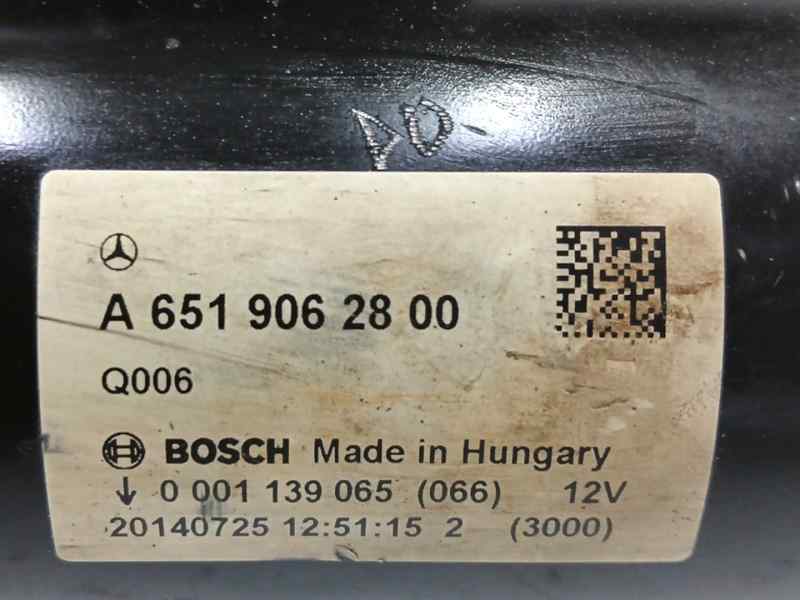 A 651 906 28 00
Q006
BOSCH Made in Hungary
↓ 0 001 139 065 (066) 12V
20140725 12:51:15 2 (3000)